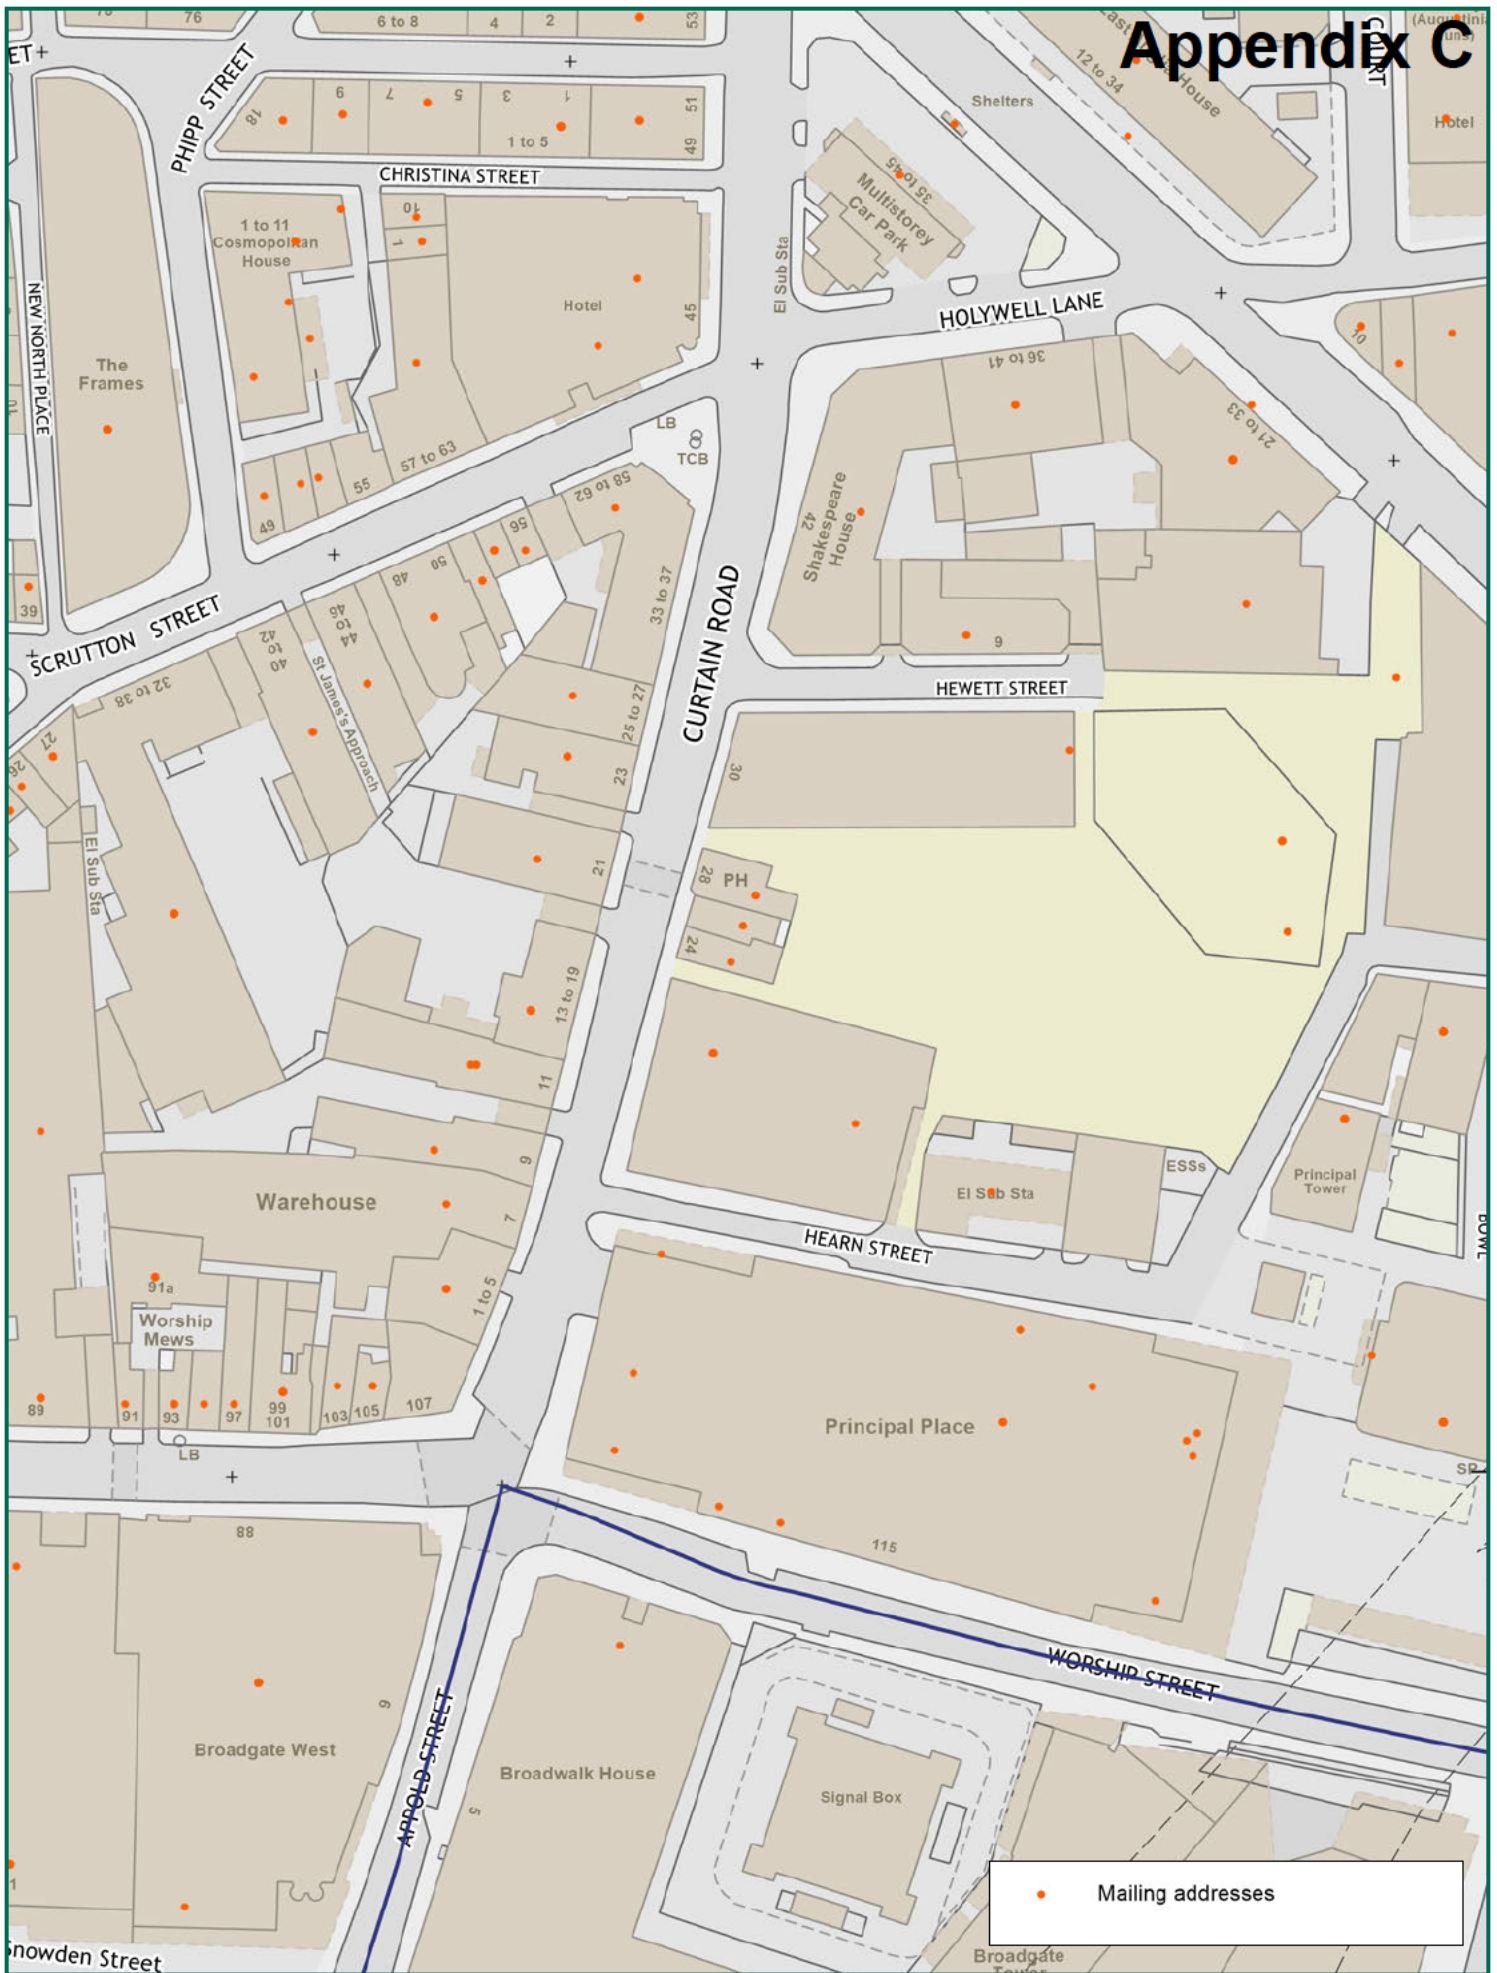 Appendix C
76
6 to 8
4
2
53
COURT
12 to 34
Shelters
Hotel
PHIPP STREET
18
9
7
5
3
1
1 to 5
51
49
CHRISTINA STREET
35 to 45
Multistorey
Car Park
El Sub Sta
HOLYWELL LANE
1 to 11
Cosmopolitan
House
10
1
Hotel
45
NEW NORTH PLACE
The
Frames
36 to 41
21 to 33
10
LB
TCB
57 to 63
55
49
58 to 62
56
50
48
Shakespeare
House
42
33 to 37
39
SCRUTTON STREET
44
to
46
40
to
42
32 to 38
St James's Approach
CURTAIN ROAD
9
HEWETT STREET
25 to 27
23
30
27
26
El Sub Sta
21
28
PH
24
13 to 19
11
9
7
Warehouse
El Sub Sta
ESSs
Principal
Tower
HEARN STREET
BOWL
91a
Worship
Mews
1 to 5
89
91
93
97
99
101
103
105
107
LB
Principal Place
115
88
WORSHIP STREET
6
Broadgate West
APPOLD STREET
5
Broadwalk House
Signal Box
1
Mailing addresses
Snowden Street
Broadgate
Tower